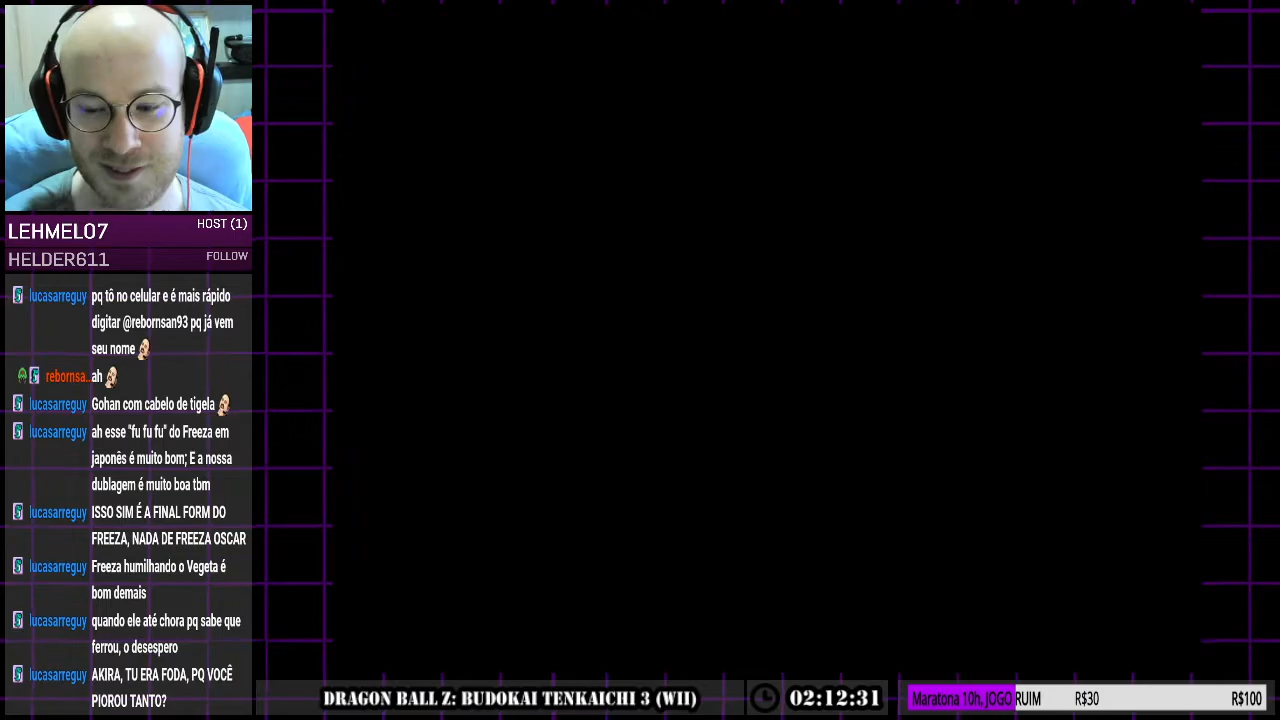 LEHMEL07
HOST (1)
HELDER611
FOLLOW
lucasarreguy pq tô no celular e é mais rápido
digitar @rebornsan93 pq já vem
seu nome
rebornsa.. ah
lucasarreguy Gohan com cabelo de tigela
lucasarreguy ah esse "fu fu fu" do Freeza em
japonês é muito bom; E a nossa
dublagem é muito boa tbm
lucasarreguy ISSO SIM É A FINAL FORM DO
FREEZA, NADA DE FREEZA OSCAR
lucasarreguy Freeza humilhando o Vegeta é
bom demais
lucasarreguy quando ele até chora pq sabe que
ferrou, o desespero
lucasarreguy AKIRA, TU ERA FODA, PQ VOCÊ
PIOROU TANTO?
DRAGON BALL Z: BUDOKAI TENKAICHI 3 (WII)
02:12:31
Maratona 10h, JOGO RUIM R$30 R$100